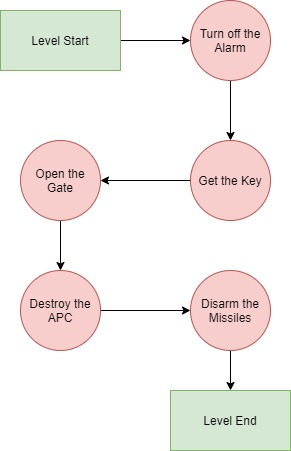 Level Start
Turn off the
Alarm
Get the Key
Open the
Gate
Destroy the
APC
Disarm the
Missiles
Level End